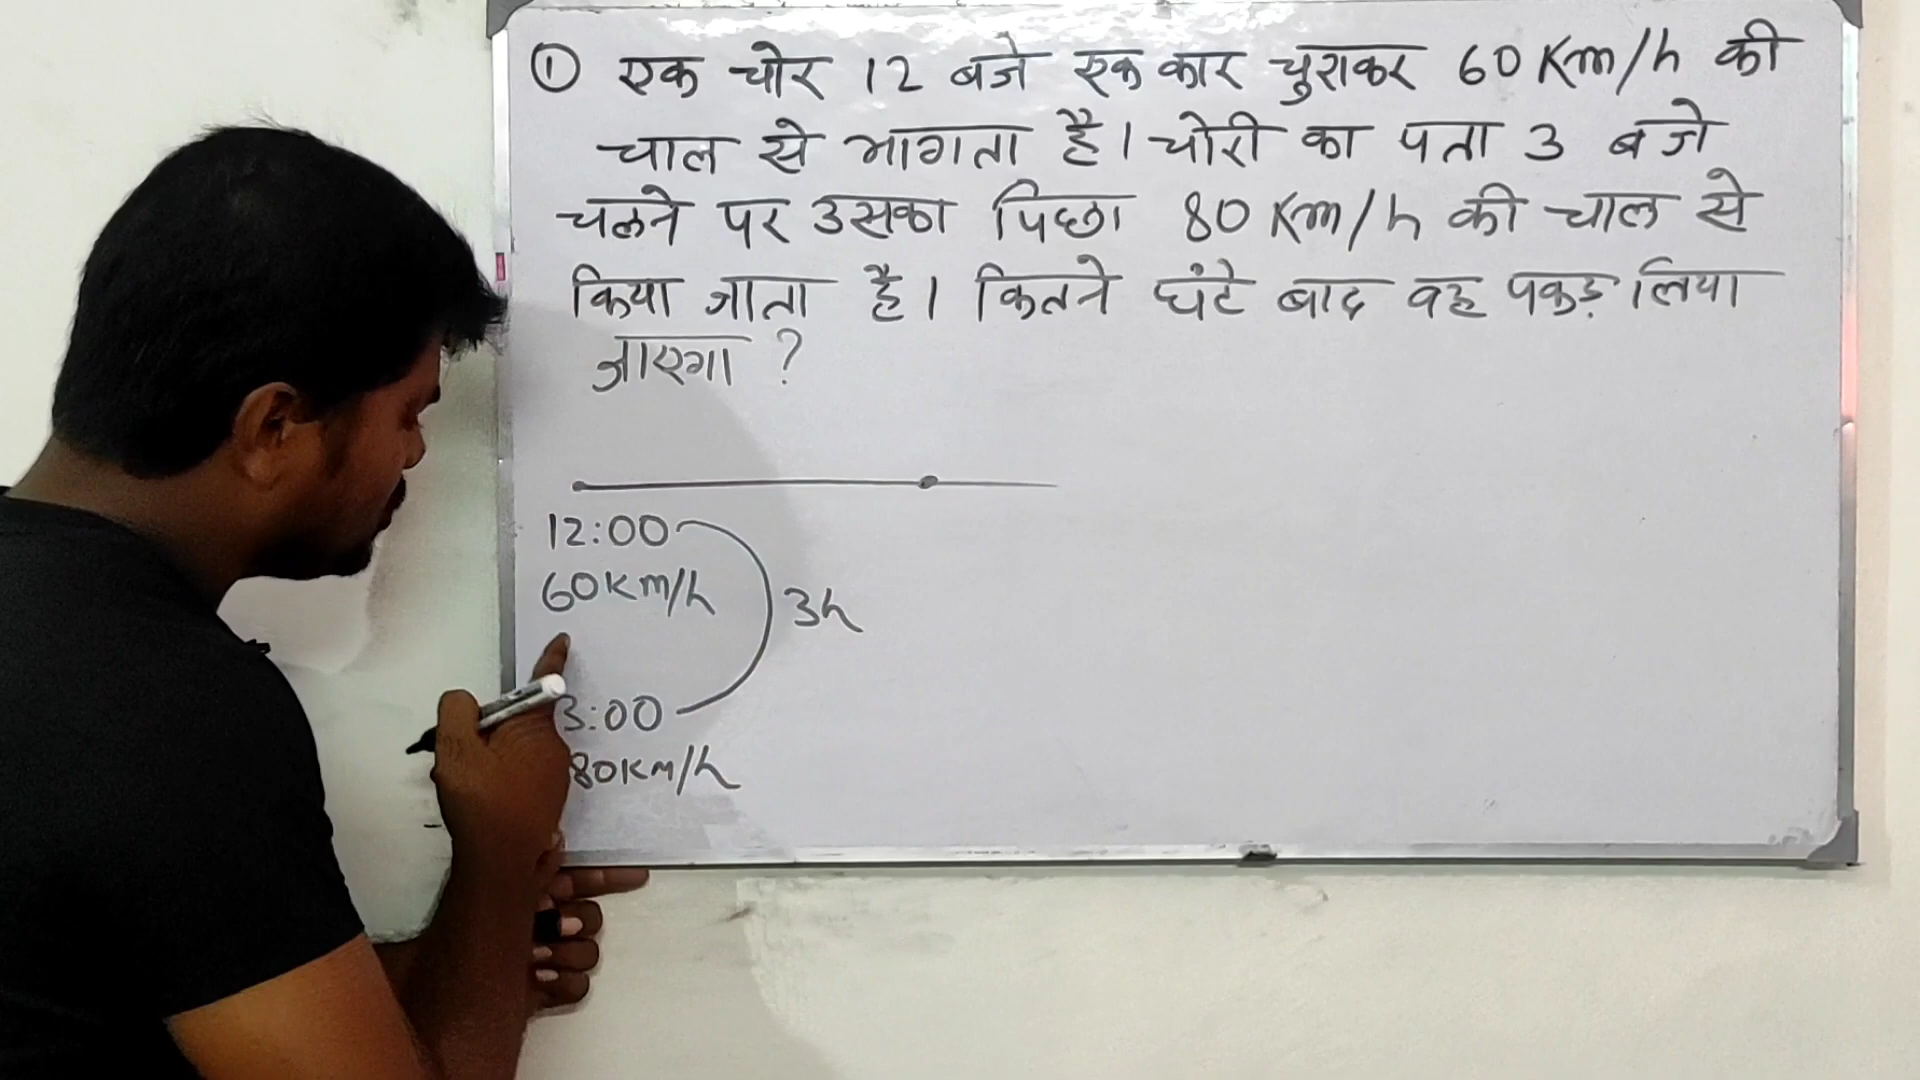 ① एक चोर 12 बजे एक कार चुराकर 60 Km/h की
चाल से भागता है। चोरी का पता 3 बजे
चलने पर उसका पिछा 80 Km/h की चाल से
किया जाता है। कितने घंटे बाद वह पकड़ लिया
जाएगा ?
12:00
60Km/h
3h
3:00
80Km/h